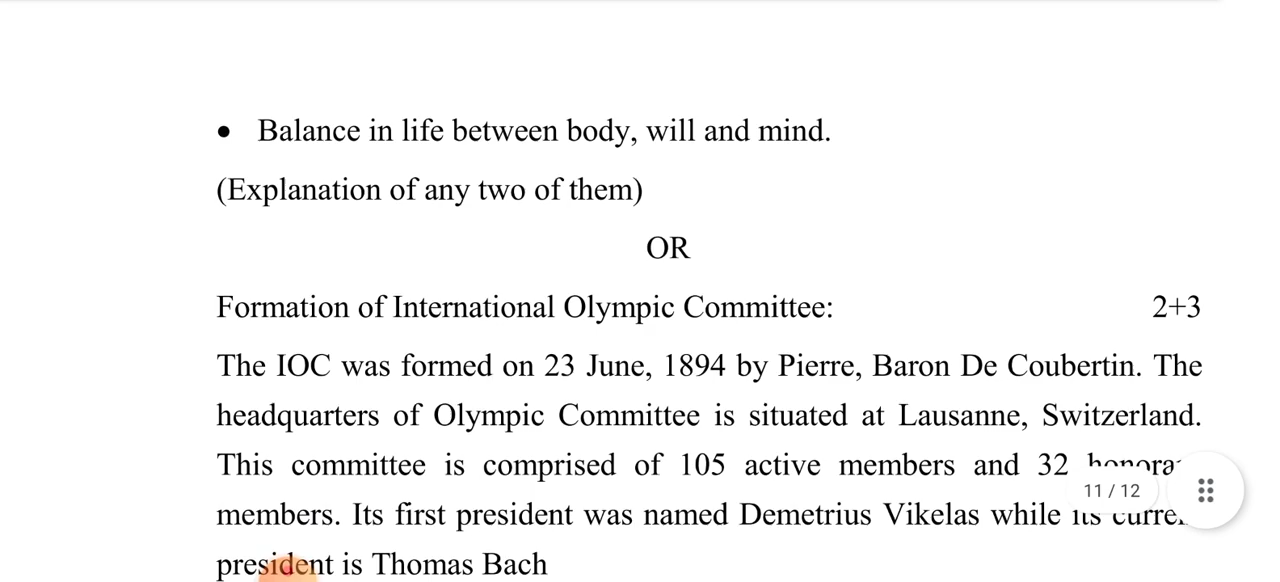 • Balance in life between body, will and mind.
(Explanation of any two of them)
OR
Formation of International Olympic Committee: 2+3
The IOC was formed on 23 June, 1894 by Pierre, Baron De Coubertin. The
headquarters of Olympic Committee is situated at Lausanne, Switzerland.
This committee is comprised of 105 active members and 32
11 / 12
members. Its first president was named Demetrius Vikelas while its
president is Thomas Bach